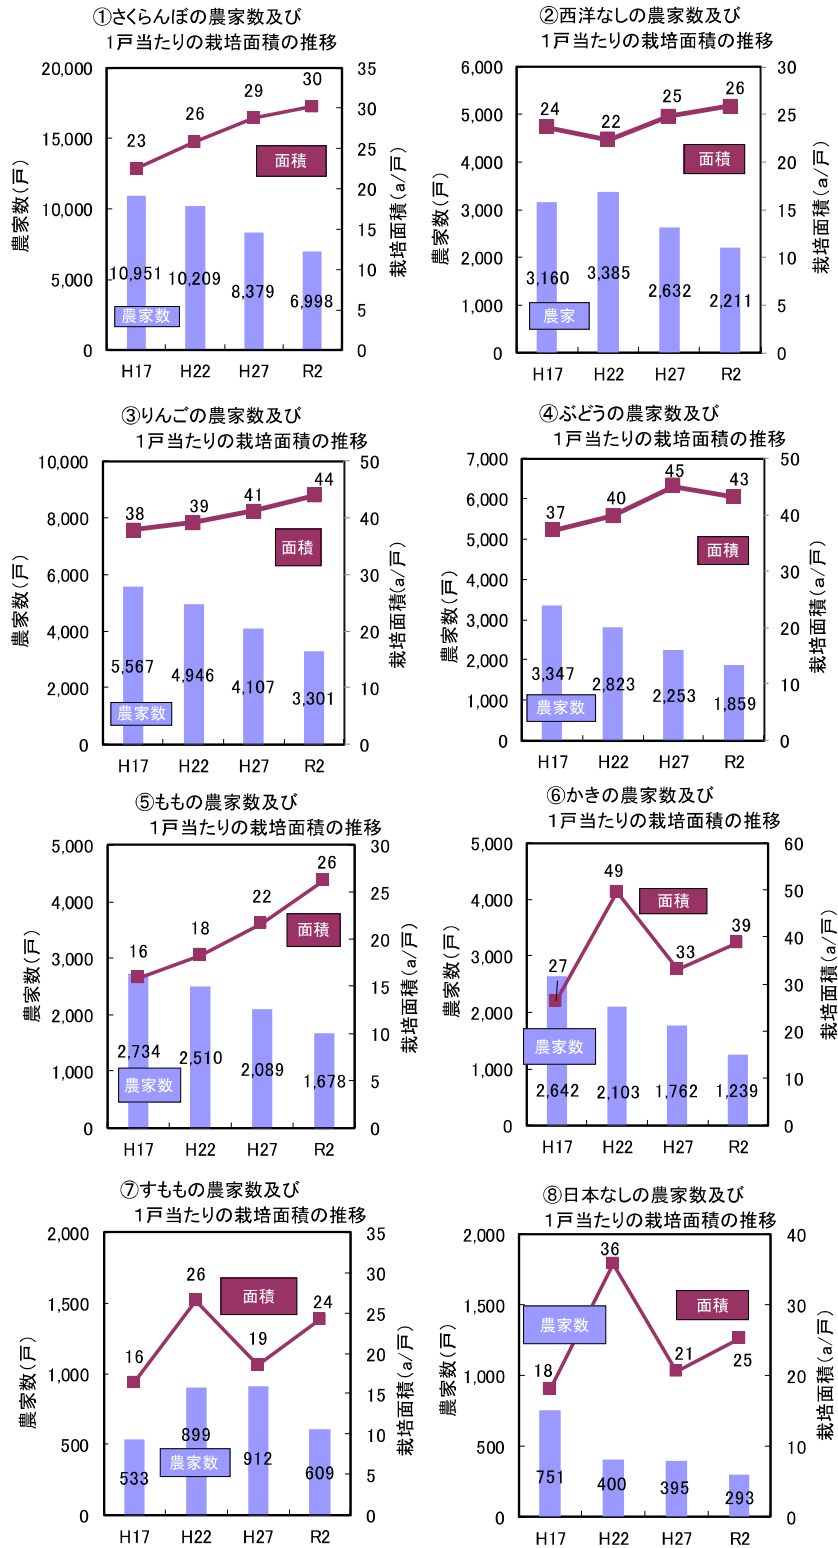 ①さくらんぼの農家数及び
1戸当たりの栽培面積の推移
農家数(戸)
栽培面積(a/戸)
20,000
15,000
10,000
5,000
0
35
30
25
20
15
10
5
0
23
26
29
30
面積
10,951
10,209
8,379
6,998
農家数
H17
H22
H27
R2
②西洋なしの農家数及び
1戸当たりの栽培面積の推移
農家数(戸)
栽培面積(a/戸)
6,000
5,000
4,000
3,000
2,000
1,000
0
30
25
20
15
10
5
0
24
22
25
26
面積
3,160
3,385
2,632
2,211
農家
H17
H22
H27
R2
③りんごの農家数及び
1戸当たりの栽培面積の推移
農家数(戸)
栽培面積(a/戸)
10,000
8,000
6,000
4,000
2,000
0
50
40
30
20
10
0
38
39
41
44
面積
5,567
4,946
4,107
3,301
農家数
H17
H22
H27
R2
④ぶどうの農家数及び
1戸当たりの栽培面積の推移
農家数(戸)
栽培面積(a/戸)
7,000
6,000
5,000
4,000
3,000
2,000
1,000
0
50
40
30
20
10
0
37
40
45
43
面積
3,347
2,823
2,253
1,859
農家数
H17
H22
H27
R2
⑤ももの農家数及び
1戸当たりの栽培面積の推移
農家数(戸)
栽培面積(a/戸)
5,000
4,000
3,000
2,000
1,000
0
30
25
20
15
10
5
0
16
18
22
26
面積
2,734
2,510
2,089
1,678
農家数
H17
H22
H27
R2
⑥かきの農家数及び
1戸当たりの栽培面積の推移
農家数(戸)
栽培面積(a/戸)
5,000
4,000
3,000
2,000
1,000
0
60
50
40
30
20
10
0
27
49
33
39
面積
農家数
2,642
2,103
1,762
1,239
H17
H22
H27
R2
⑦すももの農家数及び
1戸当たりの栽培面積の推移
農家数(戸)
栽培面積(a/戸)
2,000
1,500
1,000
500
0
35
30
25
20
15
10
5
0
16
26
19
24
面積
533
899
912
609
農家数
H17
H22
H27
R2
⑧日本なしの農家数及び
1戸当たりの栽培面積の推移
農家数(戸)
栽培面積(a/戸)
2,000
1,500
1,000
500
0
40
30
20
10
0
18
36
21
25
面積
農家数
751
400
395
293
H17
H22
H27
R2